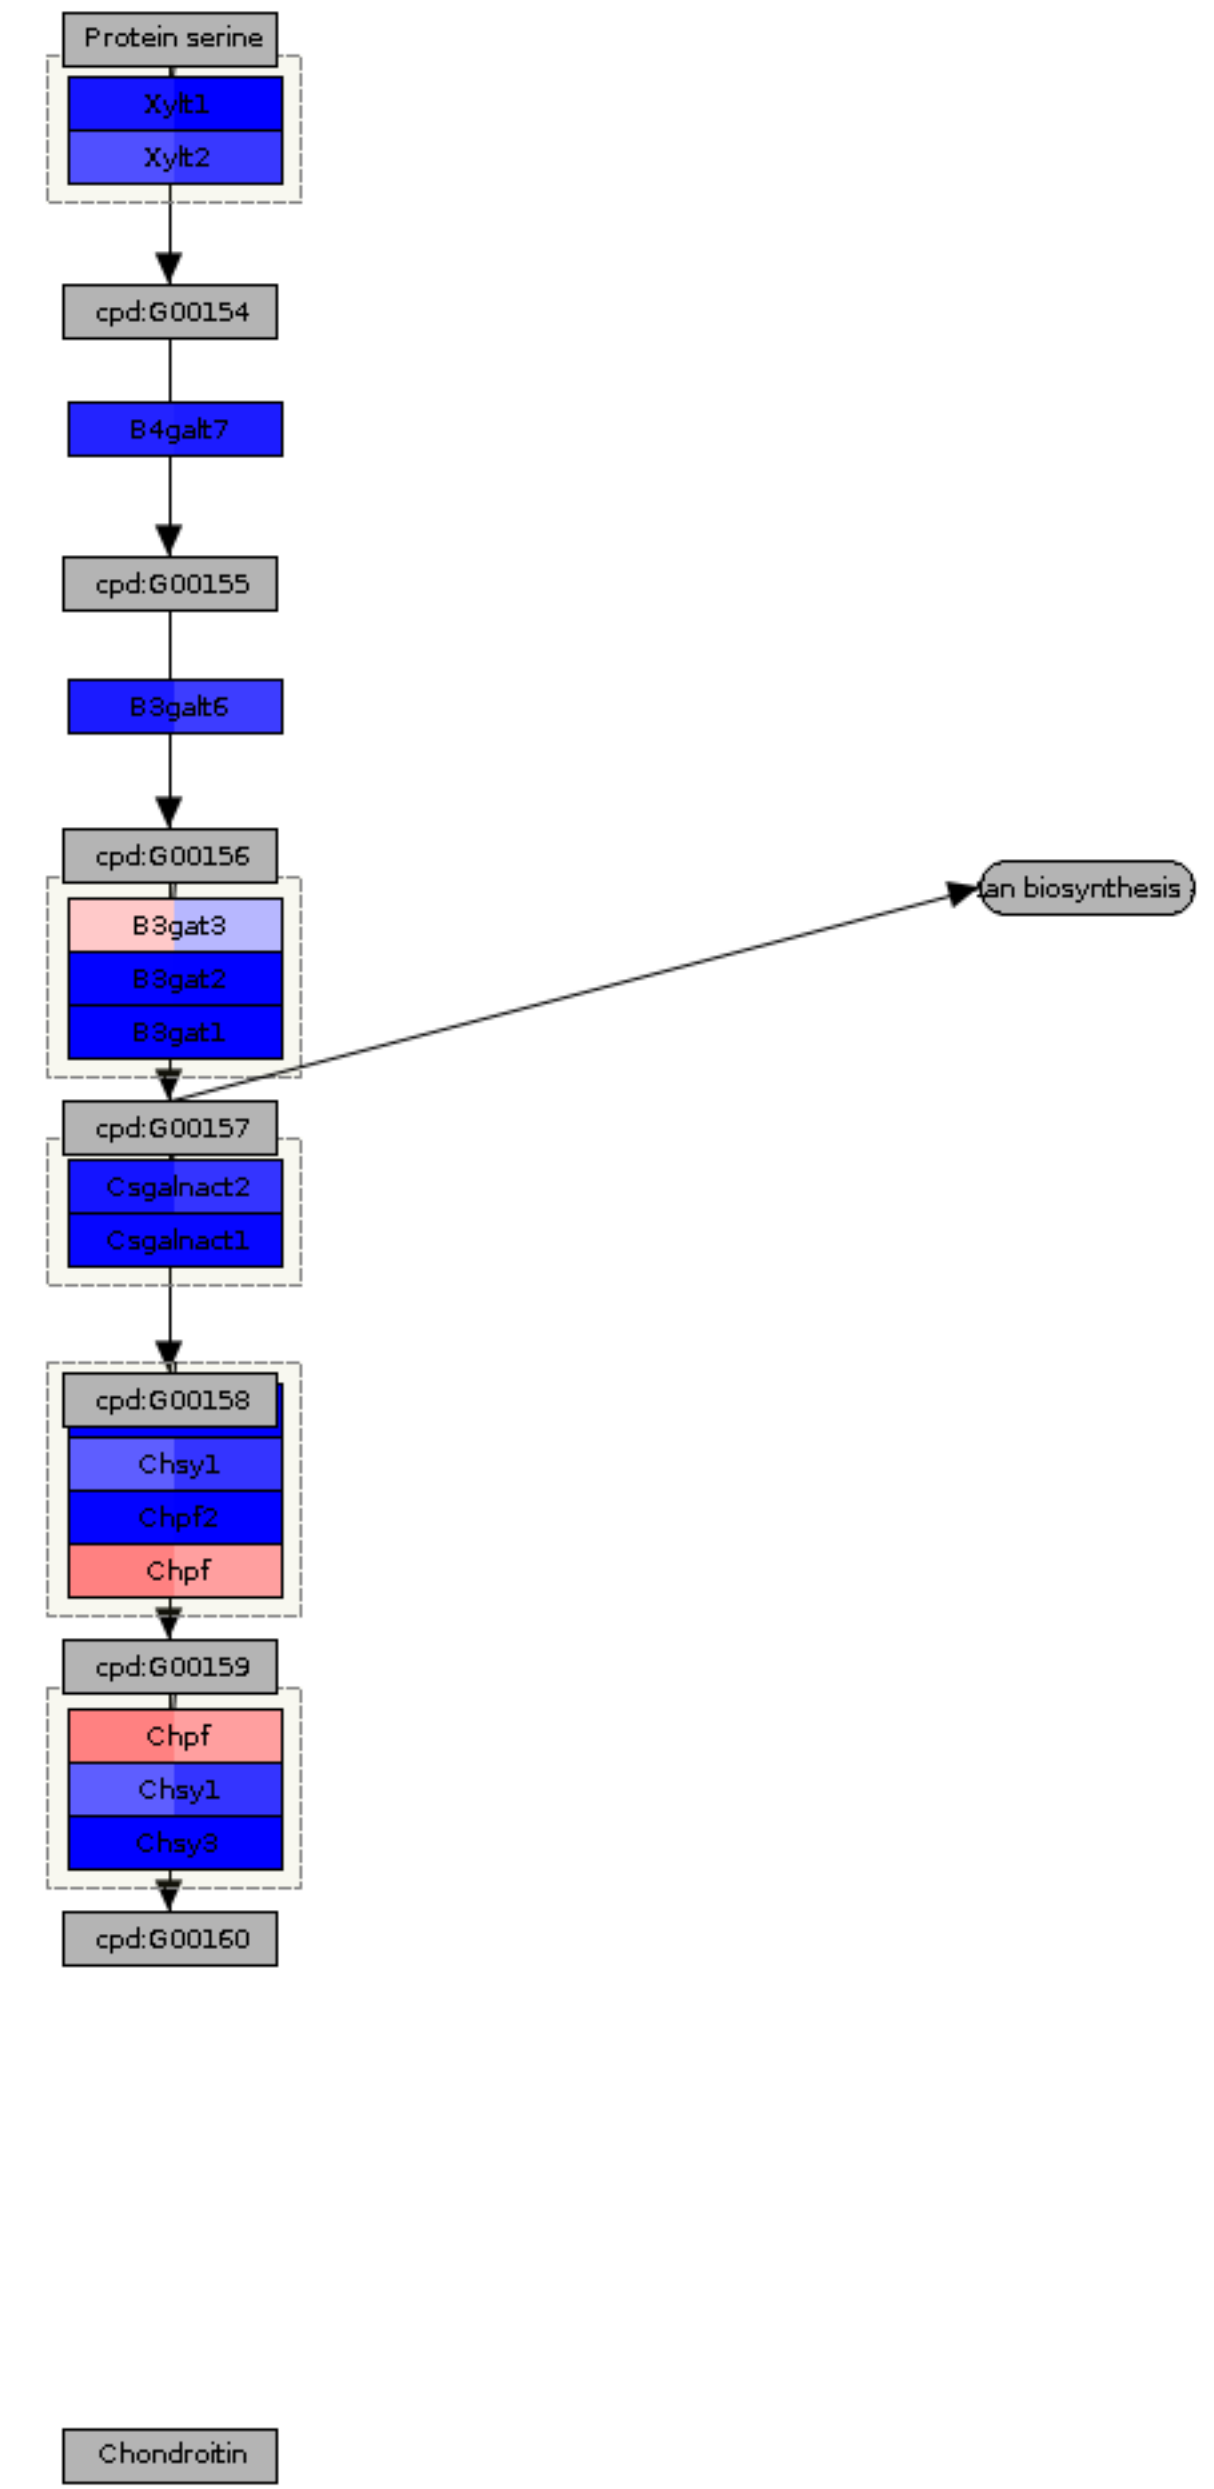 Protein serine
Xylt1
Xylt2
cpd:G00154
B4galt7
cpd:G00155
B3galt6
cpd:G00156
an biosynthesis
B3gat3
B3gat2
B3gat1
cpd:G00157
Csgalnact2
Csgalnact1
cpd:G00158
Chsy1
Chpf2
Chpf
cpd:G00159
Chpf
Chsy1
Chsy3
cpd:G00160
Chondroitin